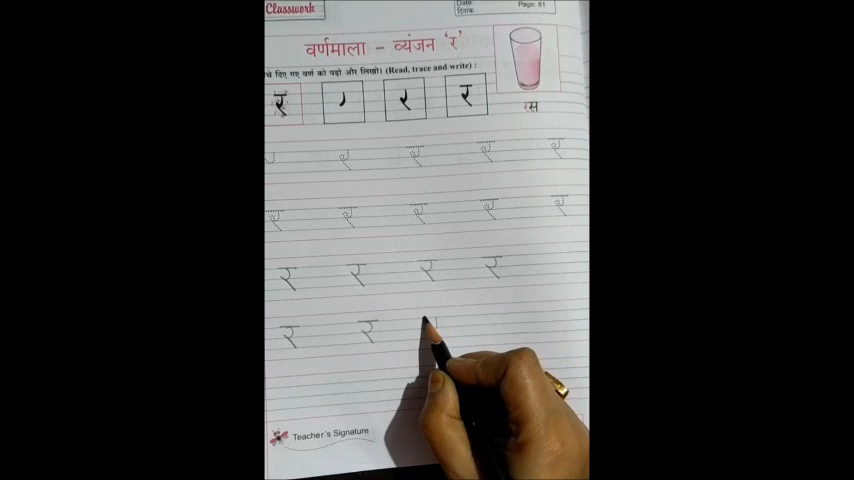 Classwork
Date:
दिनांक
Page: 81
वर्णमाला – व्यंजन 'र'
चे दिए गए वर्ण को पढ़ो और लिखो। (Read, trace and write) :
र र र
रस
र र र र
र र र र र
र र र र
र र
Teacher's Signature